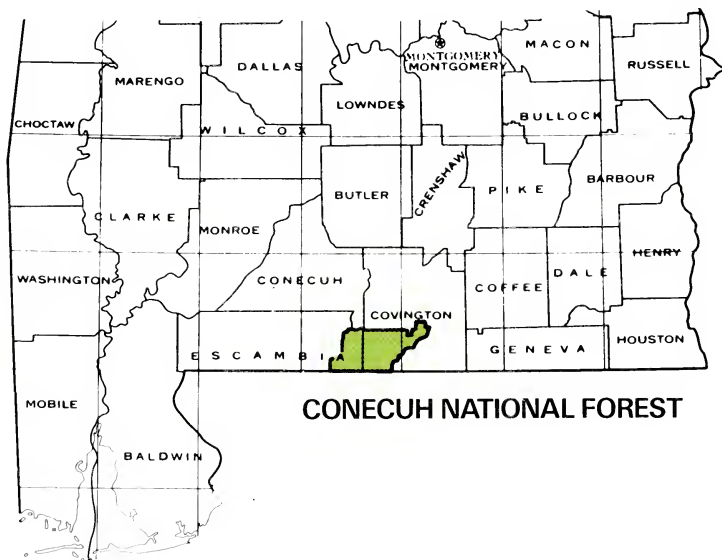 MONTGOMERY
MACON
DALLAS
MONTGOMERY
RUSSELL
MARENGO
LOWNDES
BULLOCK
CHOCTAW
WILCOX
CRENSHAW
PIKE
BARBOUR
BUTLER
CLARKE
MONROE
HENRY
WASHINGTON
CONECUH
COFFEE
DALE
COVINGTON
HOUSTON
ESCAMBIA
GENEVA
MOBILE
CONECUH NATIONAL FOREST
BALDWIN